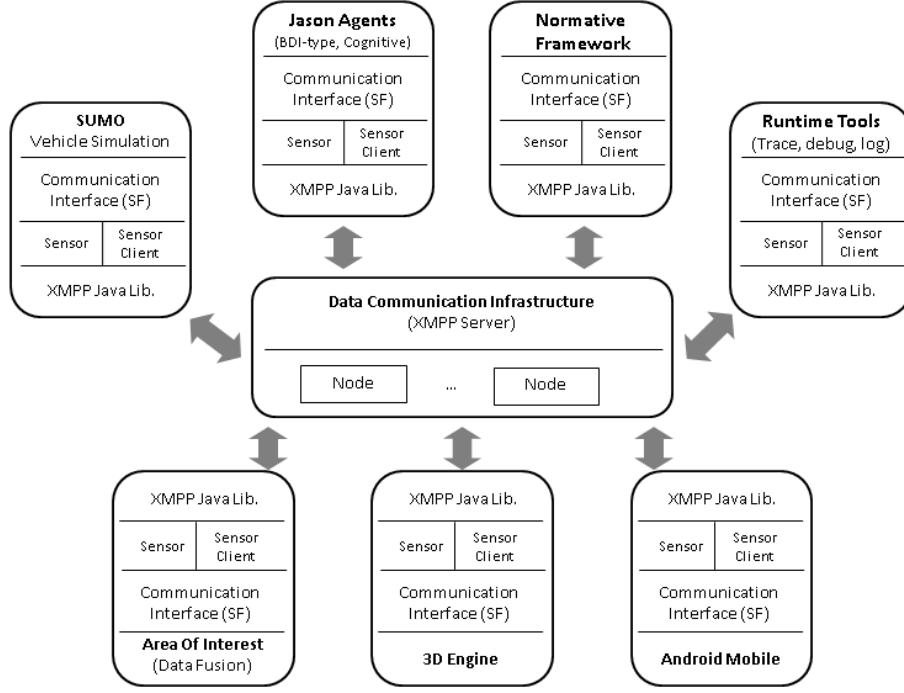 Jason Agents
(BDI-type, Cognitive)
Communication
Interface (SF)
Sensor
Sensor
Client
XMPP Java Lib.
Normative
Framework
Communication
Interface (SF)
Sensor
Sensor
Client
XMPP Java Lib.
SUMO
Vehicle Simulation
Communication
Interface (SF)
Sensor
Sensor
Client
XMPP Java Lib.
Runtime Tools
(Trace, debug, log)
Communication
Interface (SF)
Sensor
Sensor
Client
XMPP Java Lib.
Data Communication Infrastructure
(XMPP Server)
Node
...
Node
XMPP Java Lib.
Sensor
Sensor
Client
Communication
Interface (SF)
Area Of Interest
(Data Fusion)
XMPP Java Lib.
Sensor
Sensor
Client
Communication
Interface (SF)
3D Engine
XMPP Java Lib.
Sensor
Sensor
Client
Communication
Interface (SF)
Android Mobile